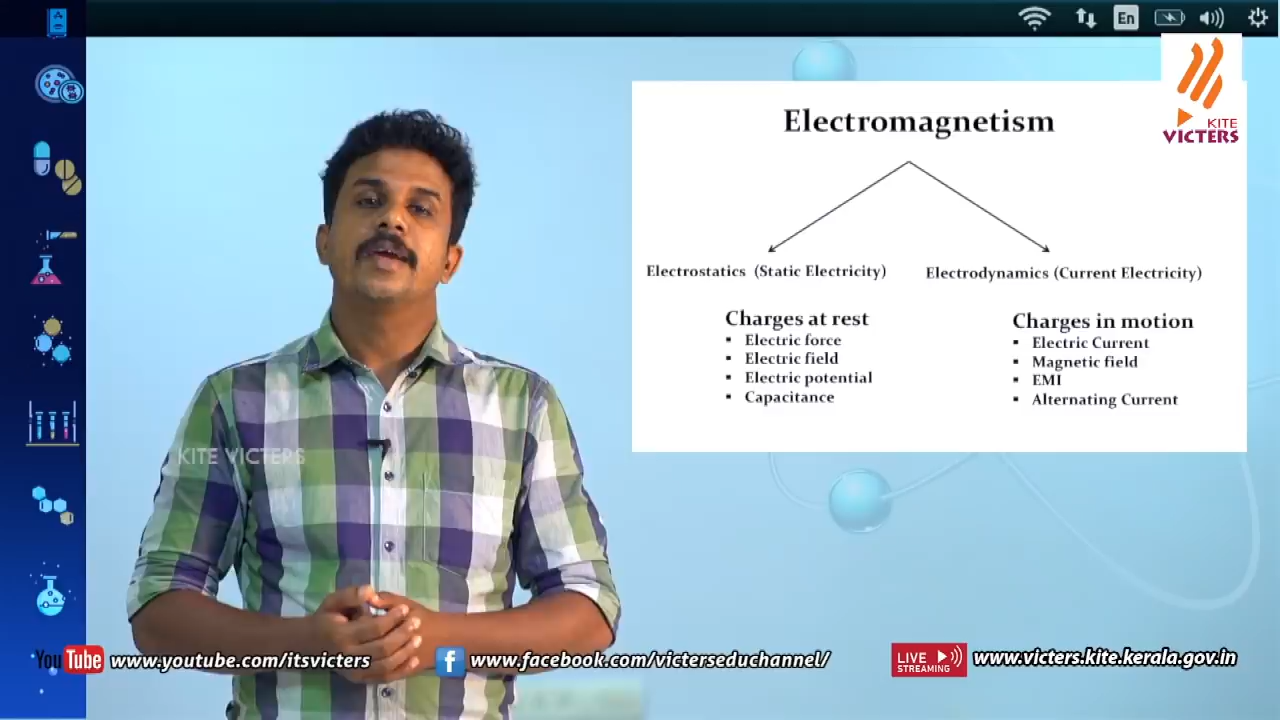 En
KITE
VICTERS
Electromagnetism
Electrostatics (Static Electricity)
Electrodynamics (Current Electricity)
Charges at rest
▪ Electric force
▪ Electric field
▪ Electric potential
▪ Capacitance
Charges in motion
▪ Electric Current
▪ Magnetic field
▪ EMI
▪ Alternating Current
KITE VICTERS
YouTube www.youtube.com/itsvicters
f www.facebook.com/victerseduchannel/
LIVE
STREAMING
www.victers.kite.kerala.gov.in